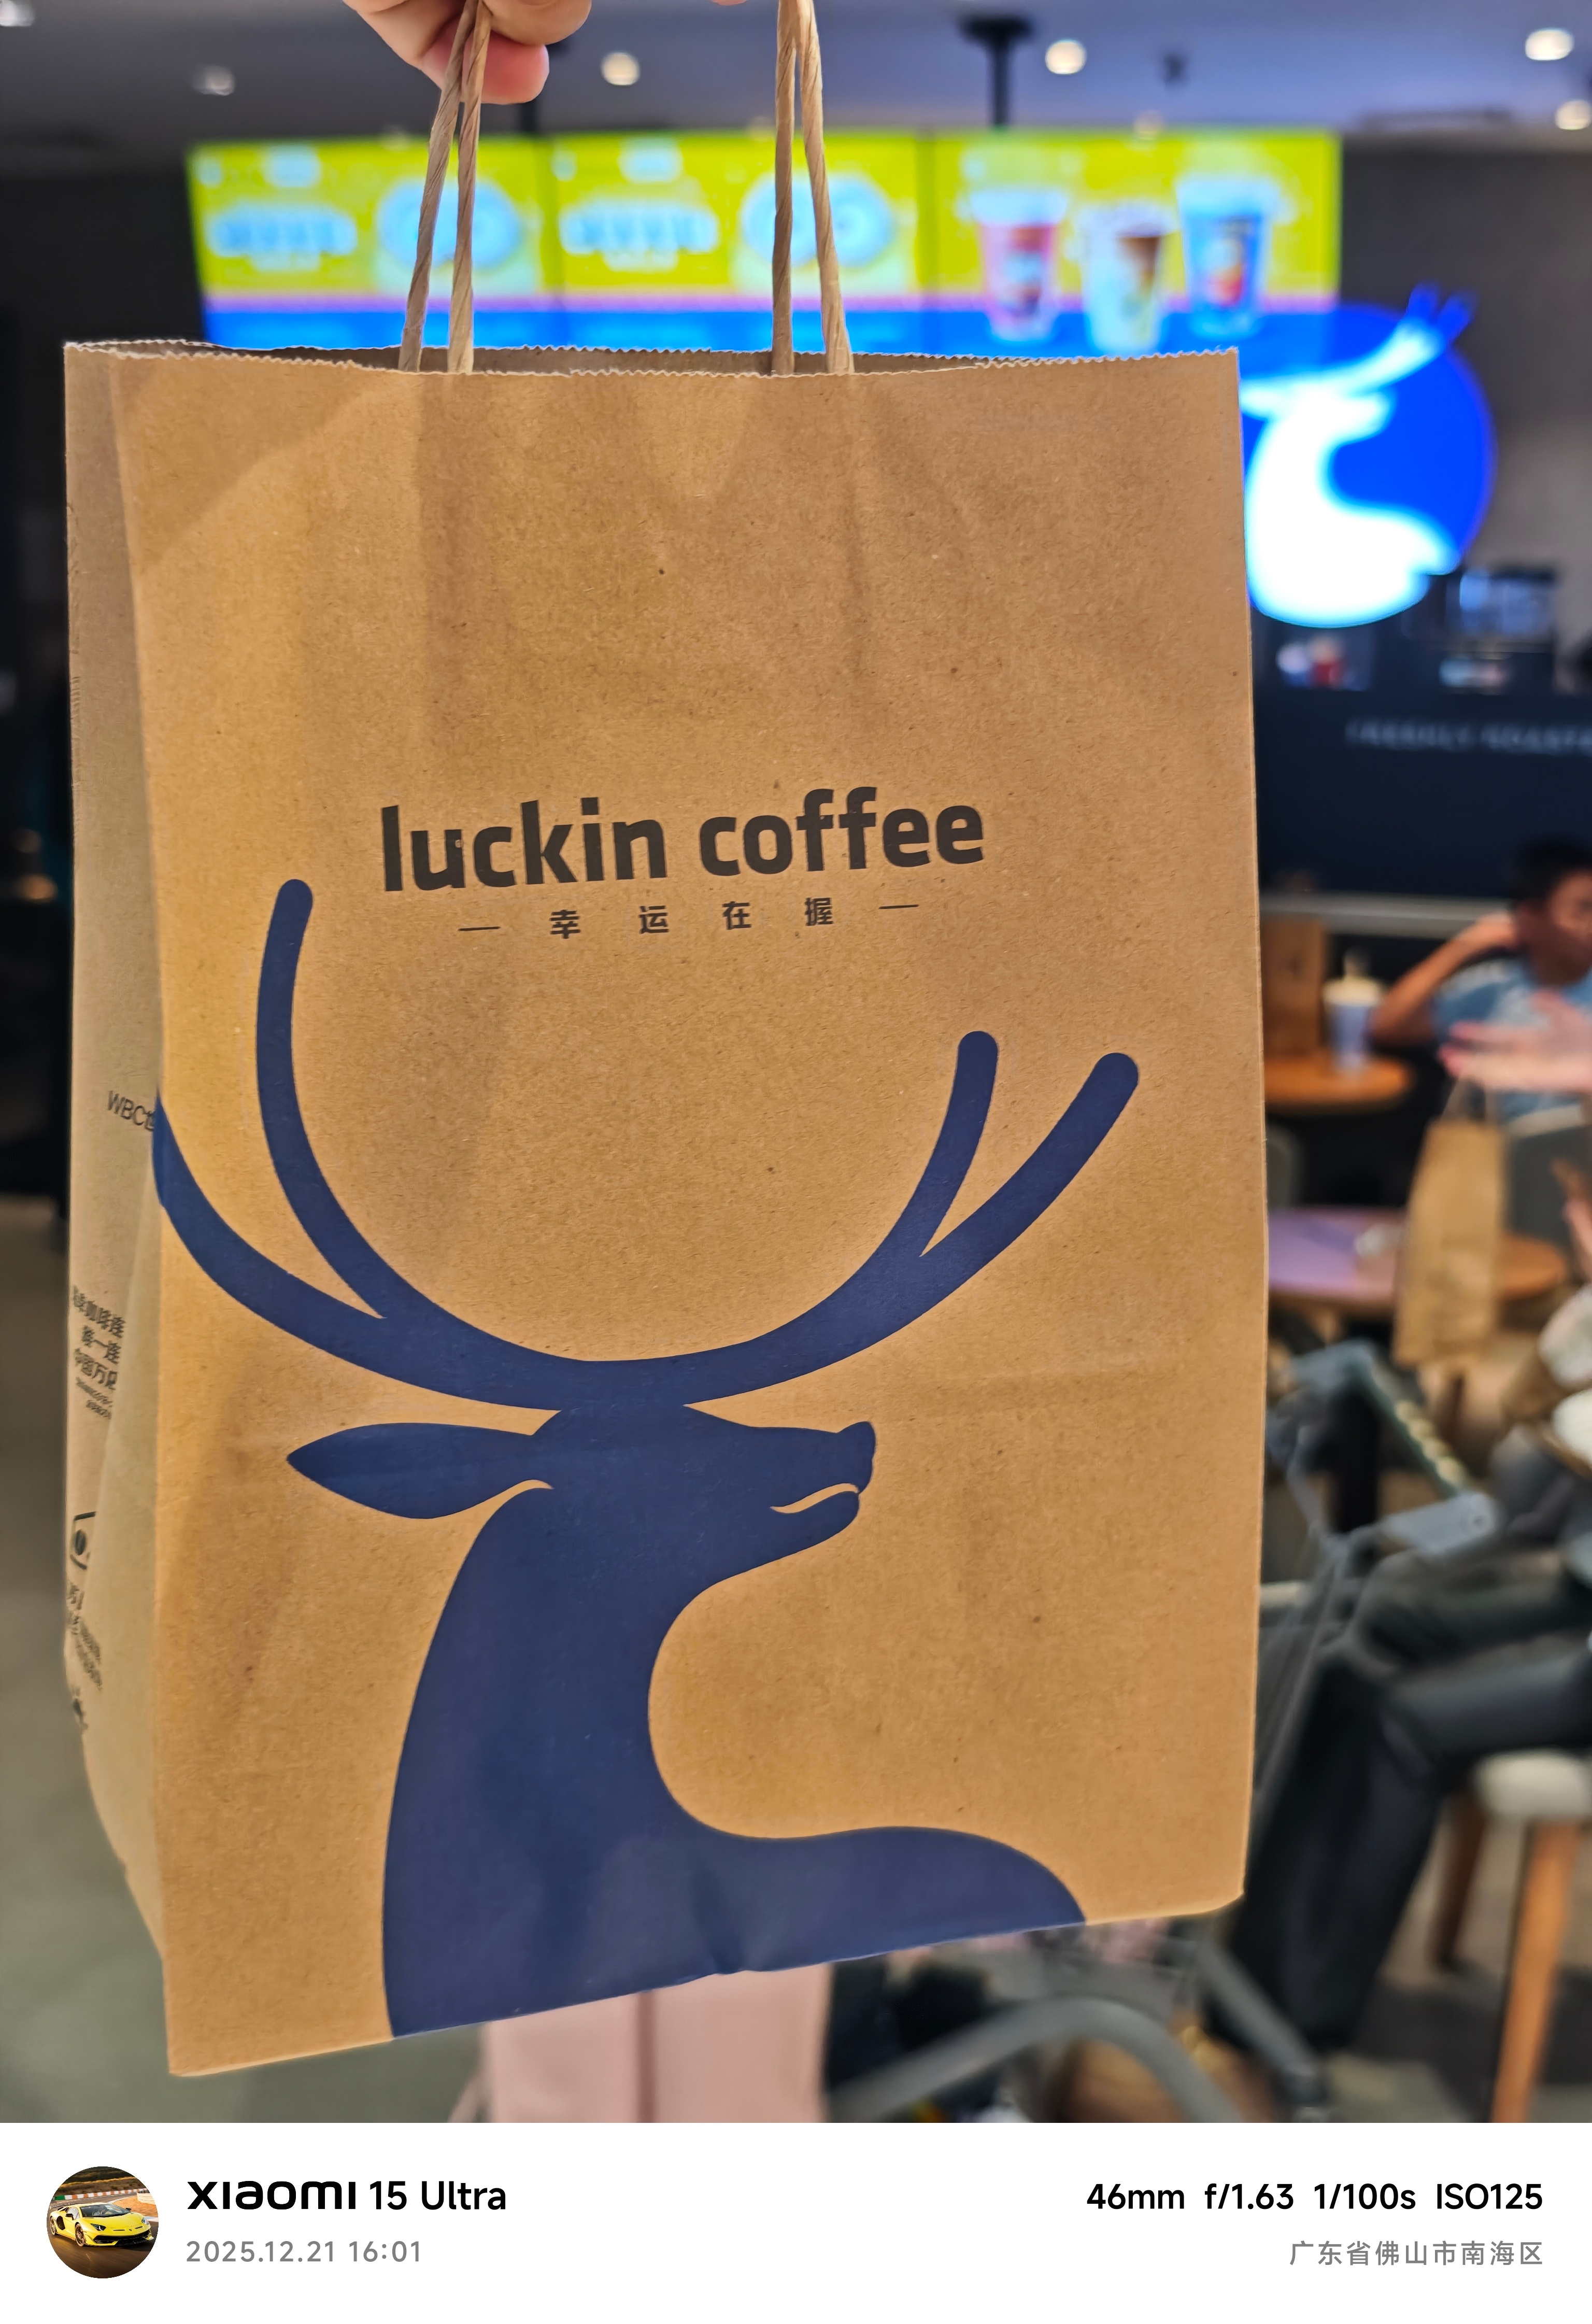 luckin coffee
— 幸 运 在 握 —
WBC
xiaomi 15 Ultra
2025.12.21 16:01
46mm f/1.63 1/100s ISO125
广东省佛山市南海区